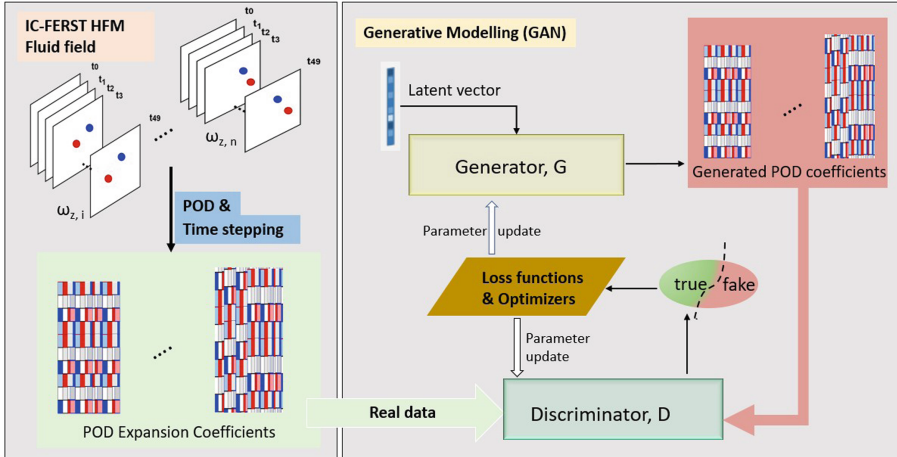 IC-FERST HFM
Fluid field
t0
t1
t2
t3
t49
ωz, i
t0
t1
t2
t3
t49
ωz, n
POD &
Time stepping
POD Expansion Coefficients
Generative Modelling (GAN)
Latent vector
Generator, G
Generated POD coefficients
Parameter update
Loss functions
& Optimizers
true
fake
Parameter
update
Real data
Discriminator, D